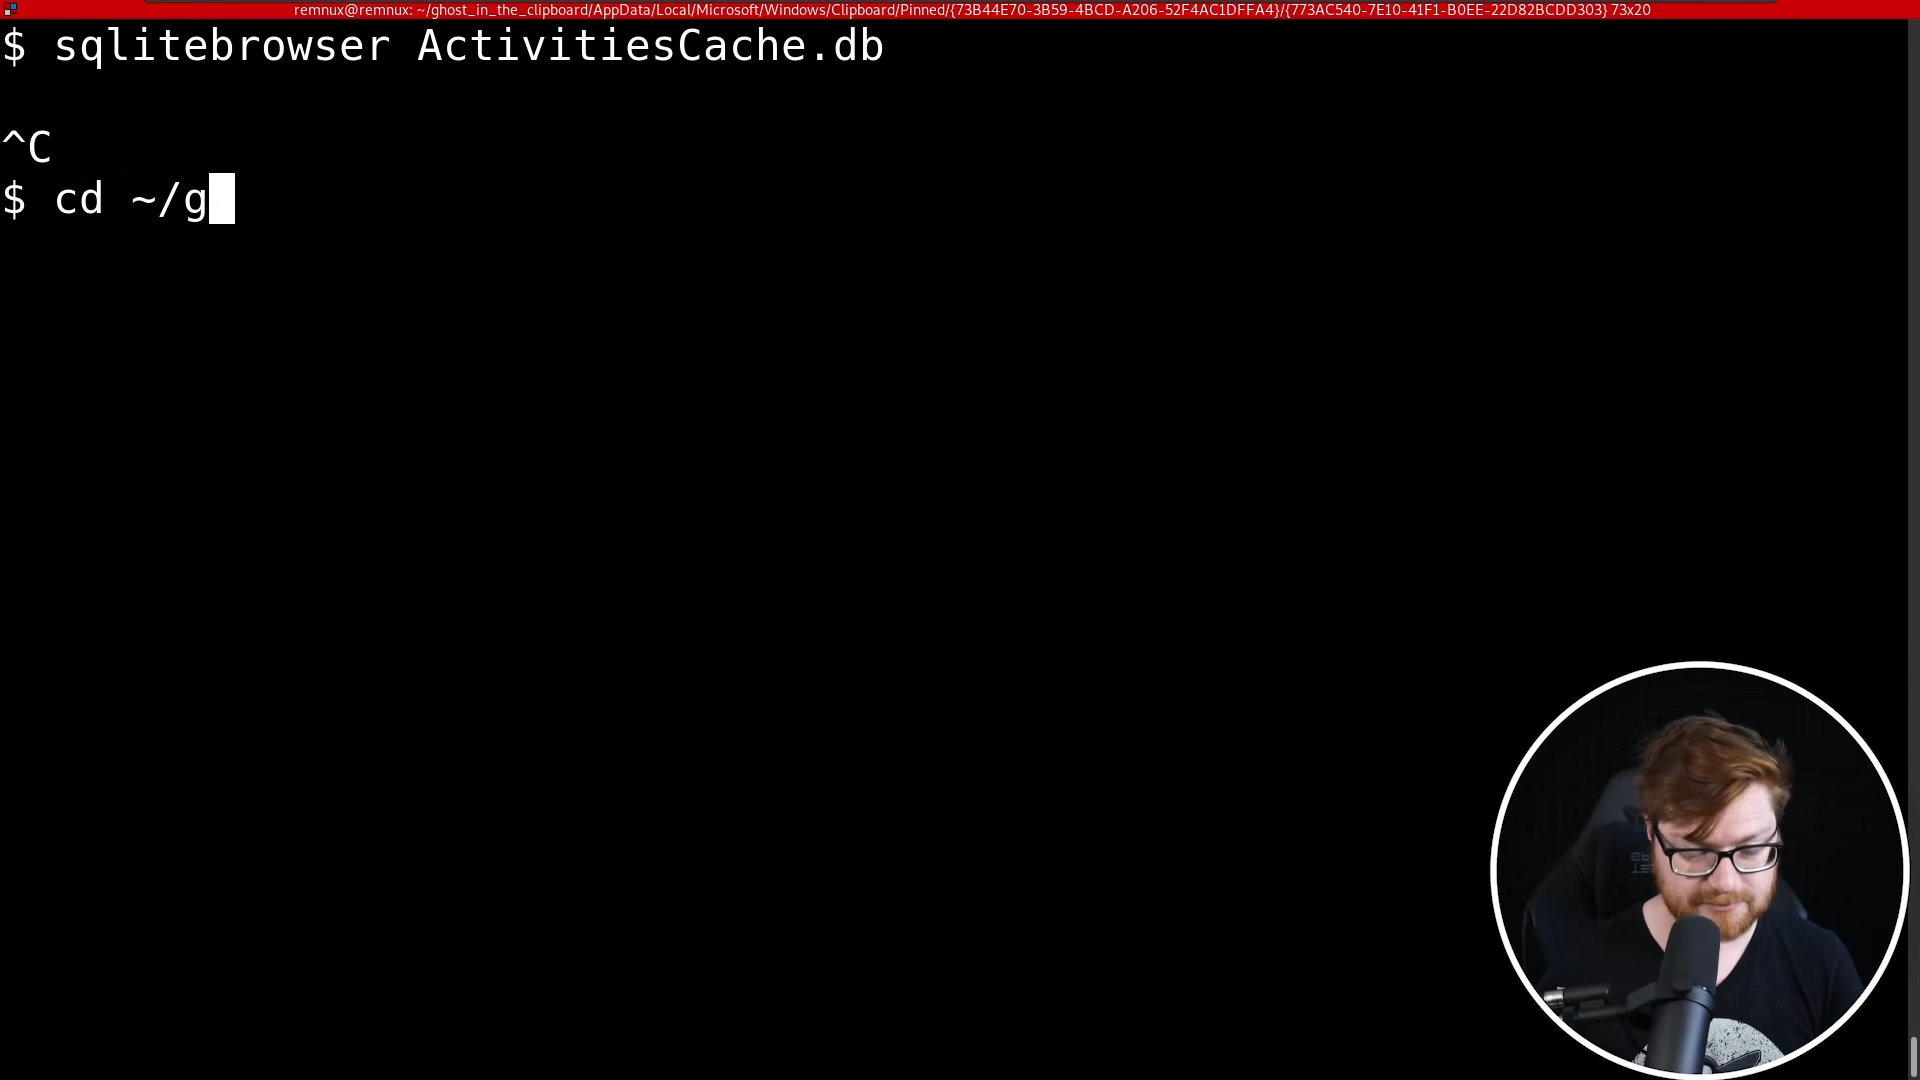 remnux@remnux: ~/ghost_in_the_clipboard/AppData/Local/Microsoft/Windows/Clipboard/Pinned/{73B44E70-3B59-4BCD-A206-52F4AC1DFFA4}/{773AC540-7E10-41F1-B0EE-22D82BCDD303} 73x20
$ sqlitebrowser ActivitiesCache.db
^C
$ cd ~/g